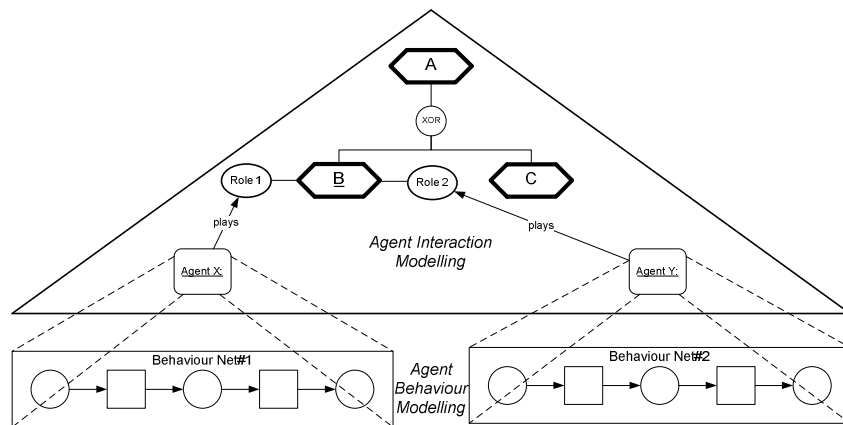 A
XOR
Role 1
B
Role 2
C
plays
plays
Agent Interaction
Modelling
Agent X:
Agent Y:
Behaviour Net#1
Behaviour Net#2
Agent
Behaviour
Modelling